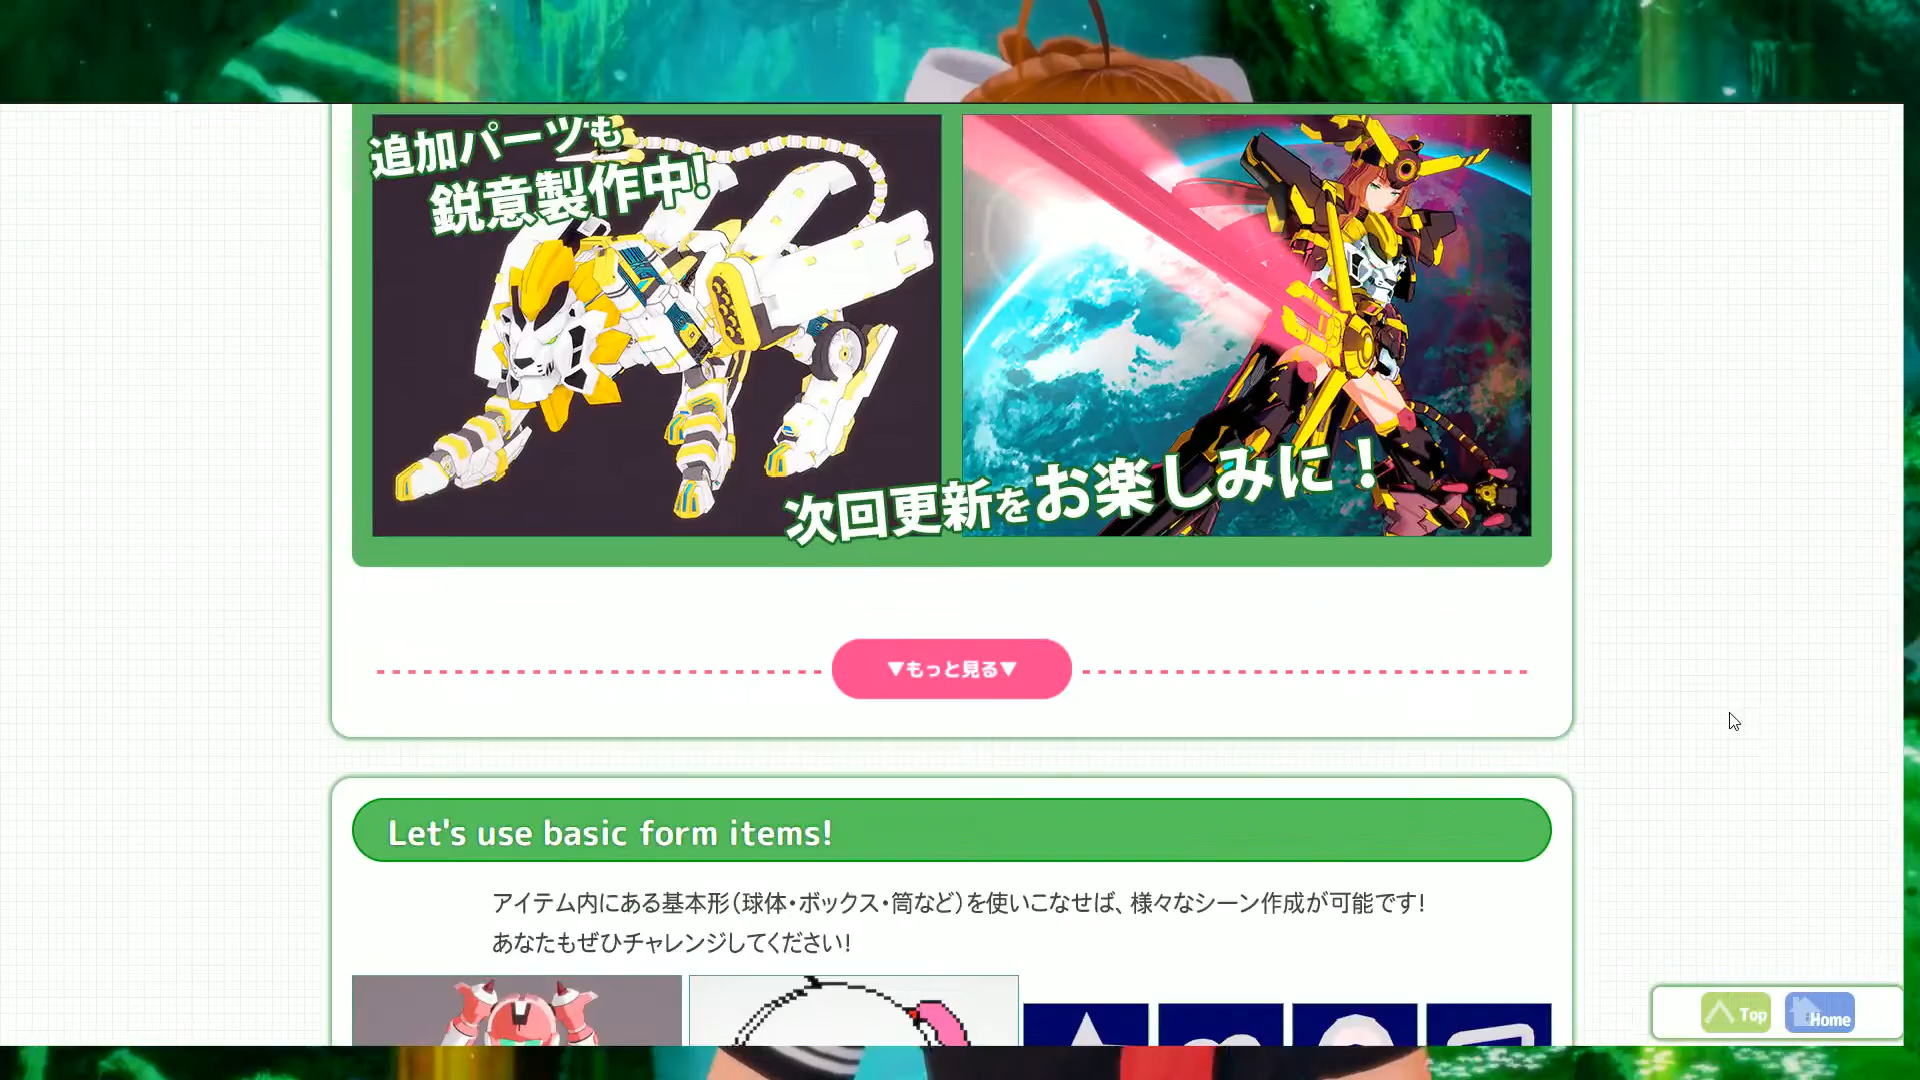 追加パーツも
鋭意製作中!
次回更新をお楽しみに！
▼もっと見る▼
Let's use basic form items!
アイテム内にある基本形（球体・ボックス・筒など）を使いこなせば、様々なシーン作成が可能です！
あなたもぜひチャレンジしてください！
Top
Home